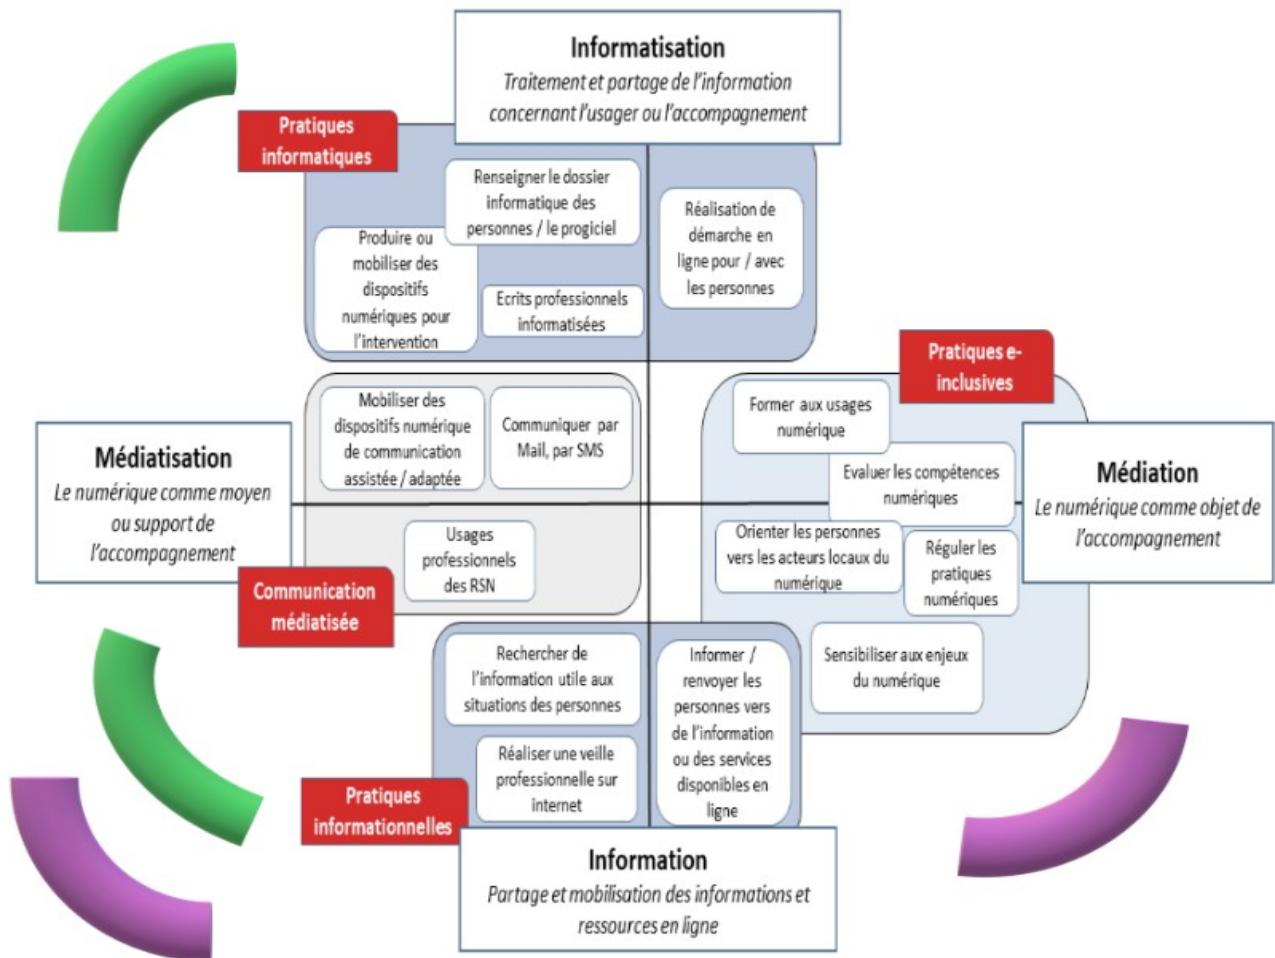 Informatisation
Traitement et partage de l'information
concernant l'usager ou l'accompagnement
Pratiques
informatiques
Renseigner le dossier
informatique des
personnes / le progiciel
Réalisation de
démarche en
ligne pour / avec
les personnes
Produire ou
mobiliser des
dispositifs
numériques pour
l'intervention
Ecrits professionnels
informatisées
Pratiques e-
inclusives
Mobiliser des
dispositifs numérique
de communication
assistée / adaptée
Communiquer par
Mail, par SMS
Former aux usages
numérique
Médiatisation
Le numérique comme moyen
ou support de
l'accompagnement
Evaluer les compétences
numériques
Médiation
Le numérique comme objet de
l'accompagnement
Usages
professionnels
des RSN
Orienter les personnes
vers les acteurs locaux du
numérique
Réguler les
pratiques
numériques
Communication
médiatisée
Rechercher de
l'information utile aux
situations des personnes
Informer /
renvoyer les
personnes vers
de l'information
ou des services
disponibles en
ligne
Sensibiliser aux enjeux
du numérique
Réaliser une veille
professionnelle sur
internet
Pratiques
informationnelles
Information
Partage et mobilisation des informations et
ressources en ligne